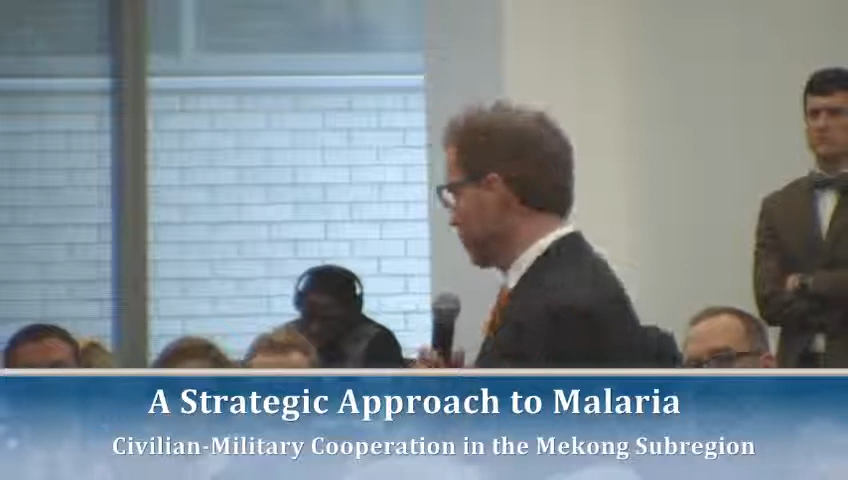 A Strategic Approach to Malaria
Civilian-Military Cooperation in the Mekong Subregion